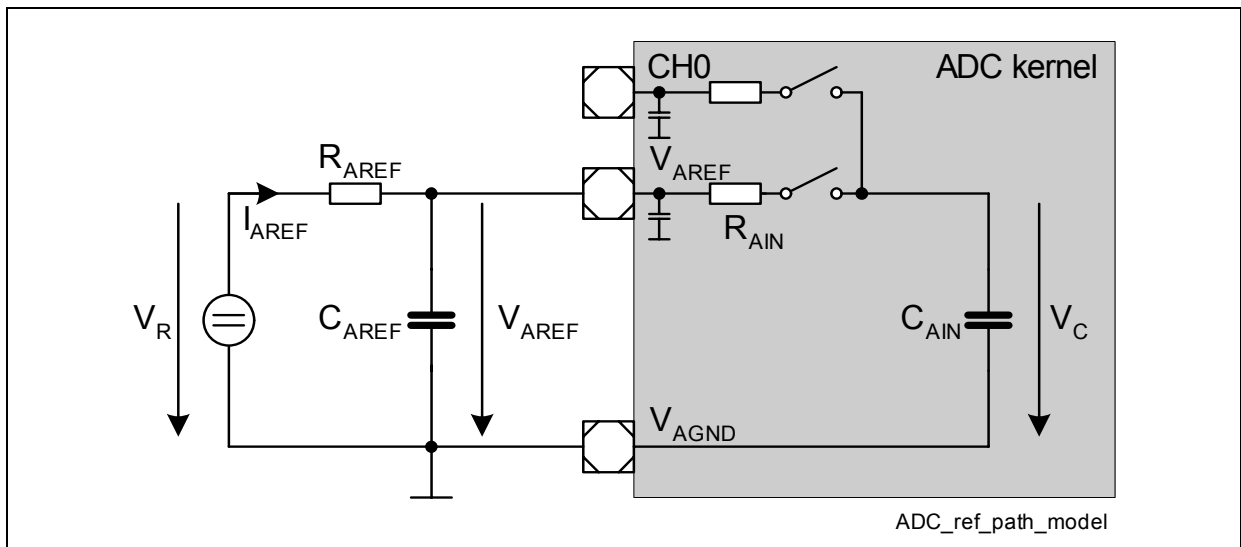 CH0
ADC kernel
R_AREF
V_AREF
I_AREF
R_AIN
V_R
C_AREF
V_AREF
C_AIN
V_C
V_AGND
ADC_ref_path_model